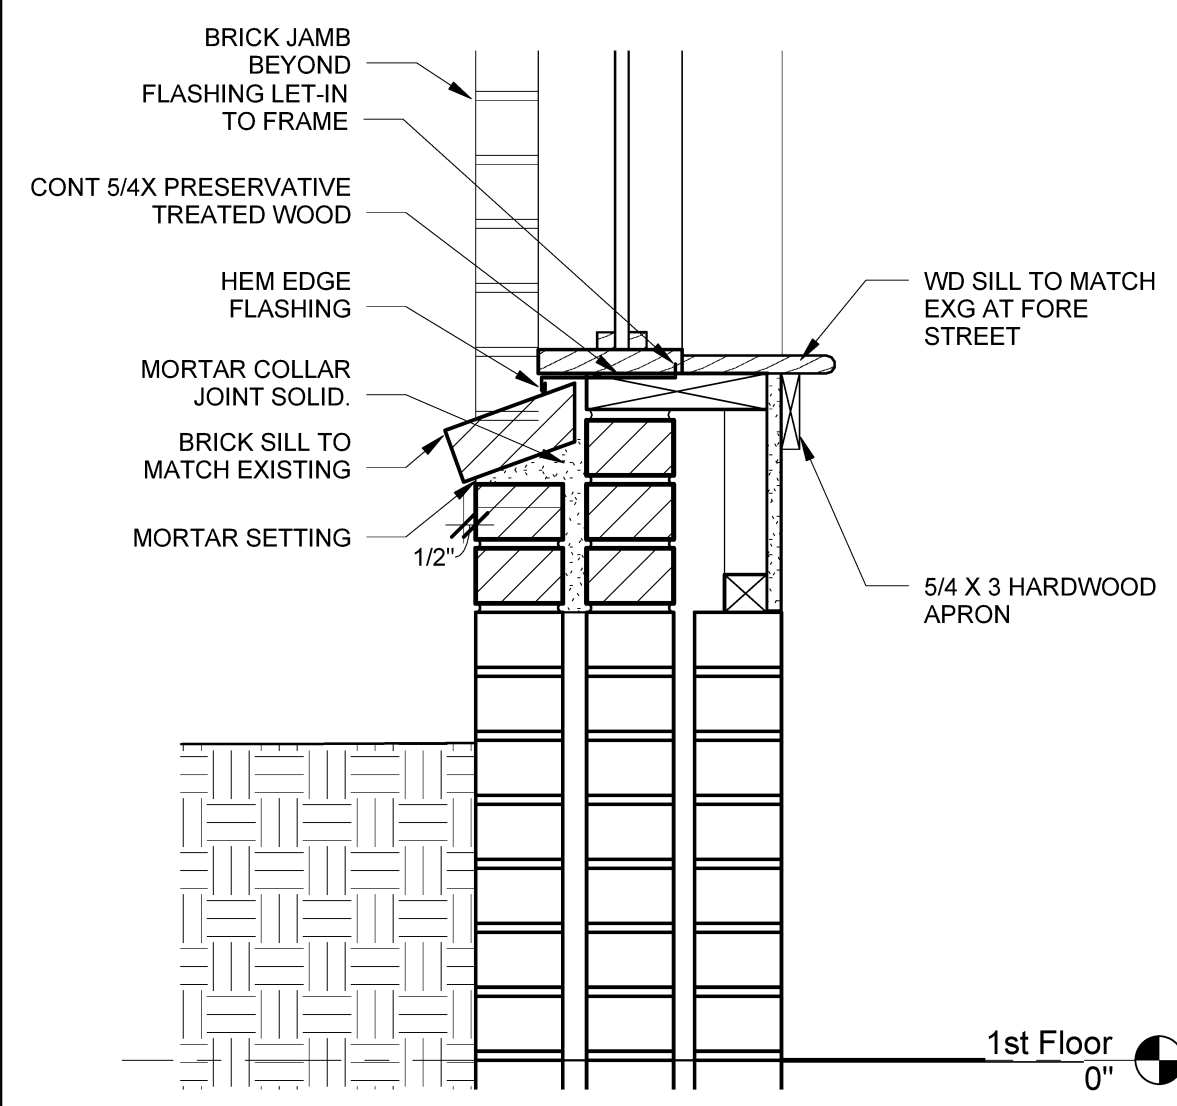 BRICK JAMB
BEYOND
FLASHING LET-IN
TO FRAME
CONT 5/4X PRESERVATIVE
TREATED WOOD
HEM EDGE
FLASHING
MORTAR COLLAR
JOINT SOLID.
BRICK SILL TO
MATCH EXISTING
MORTAR SETTING
1/2"
WD SILL TO MATCH
EXG AT FORE
STREET
5/4 X 3 HARDWOOD
APRON
1st Floor
0"